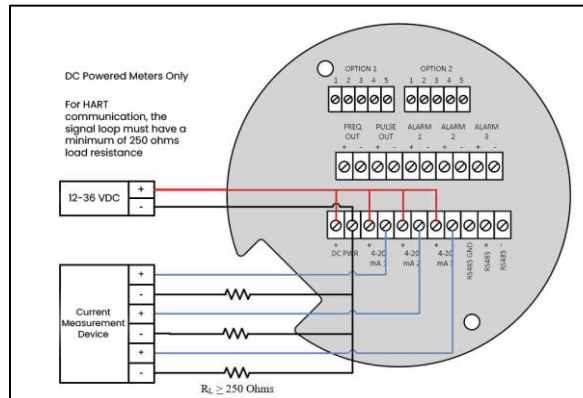 OPTION 1 OPTION 2
1 2 3 4 5 1 2 3 4 5
DC Powered Meters Only
For HART
communication, the
signal loop must have a
minimum of 250 ohms
load resistance
FREQ OUT PULSE OUT ALARM 1 ALARM 2 ALARM 3
+ - + - + - + - + -
12-36 VDC
+
-
+ DC PWR - + 4-20 mA 1 - + 4-20 mA 2 - + 4-20 mA 3 - RS485 GND RS485 + RS485 -
Current
Measurement
Device
+
-
+
-
+
-
RL ≥ 250 Ohms